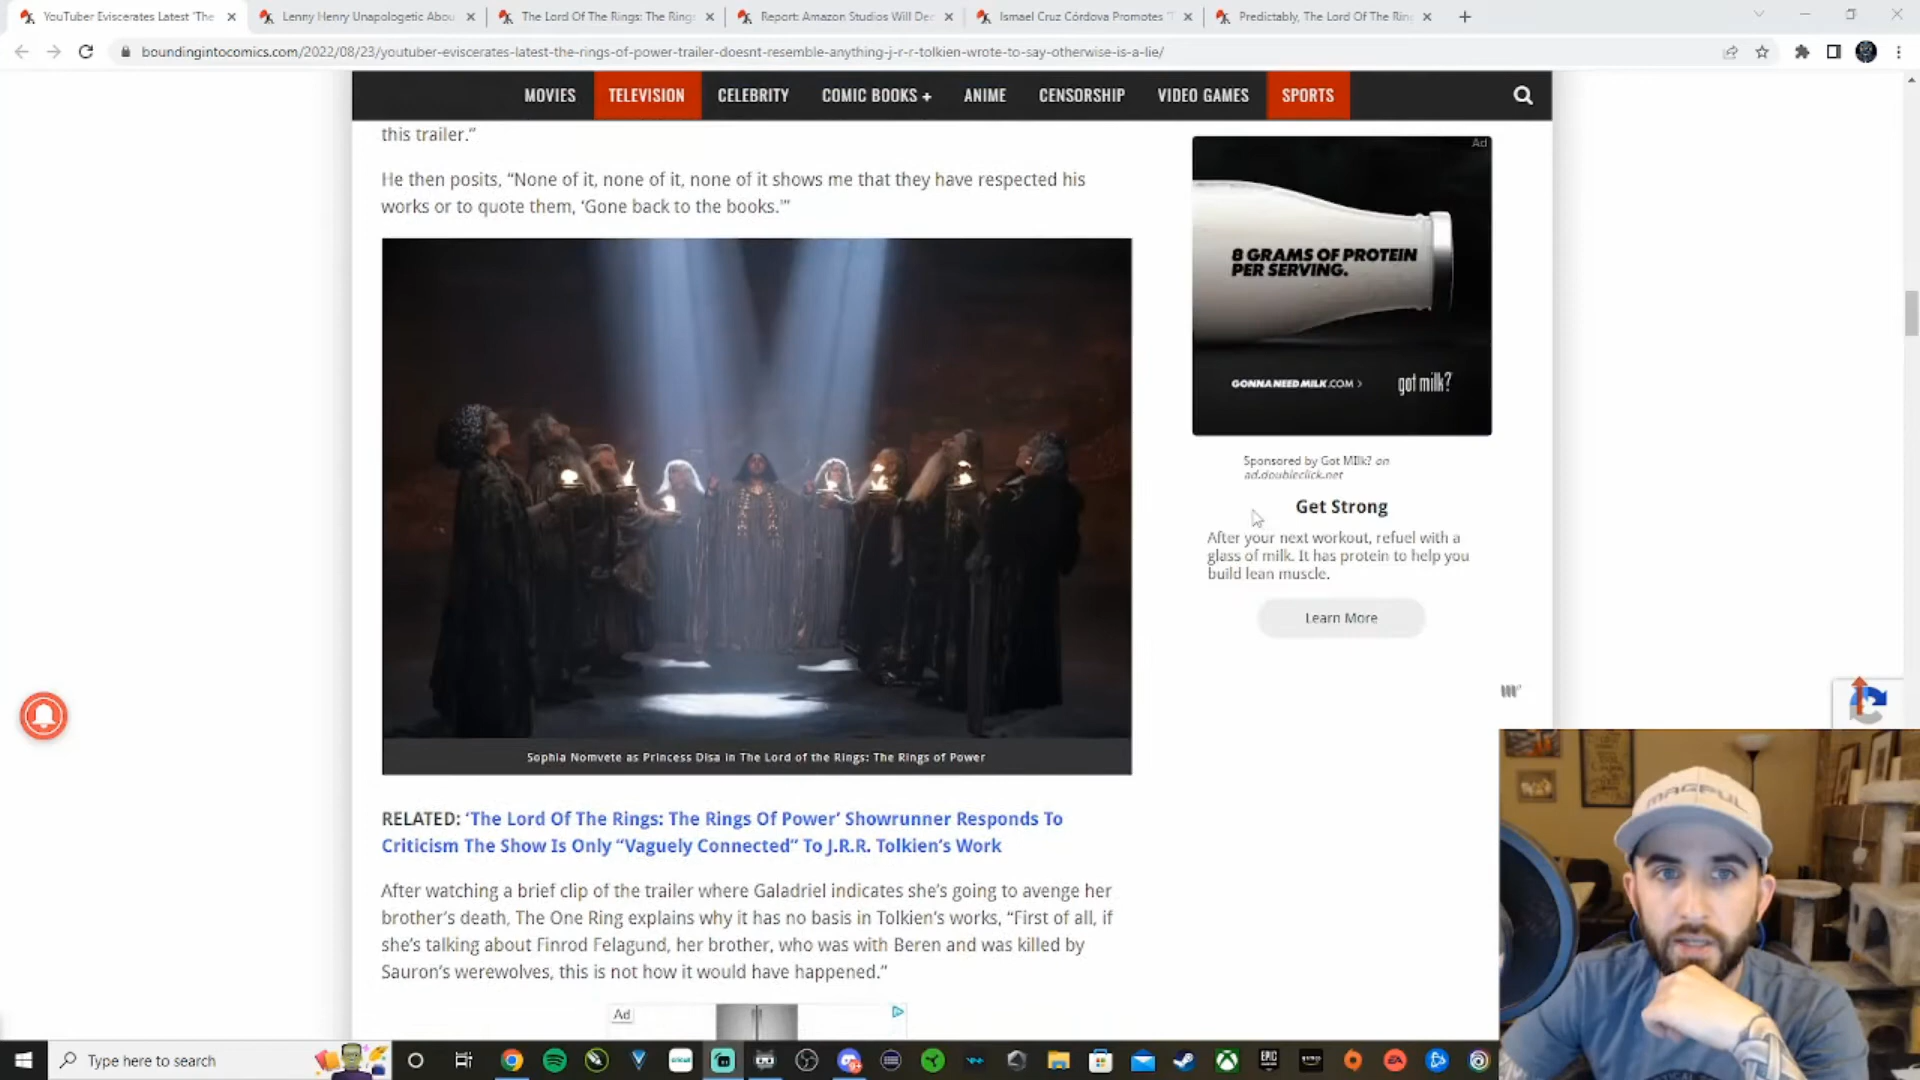 YouTuber Eviscerates Latest 'The
Lenny Henry Unapologetic Abou
The Lord Of The Rings: The Ring
Report: Amazon Studios Will De
Ismael Cruz Córdova Promotes "T
Predictably, The Lord Of The Rin
boundingintocomics.com/2022/08/23/youtuber-eviscerates-latest-the-rings-of-power-trailer-doesnt-resemble-anything-j-r-r-tolkien-wrote-to-say-otherwise-is-a-lie/
MOVIES TELEVISION CELEBRITY COMIC BOOKS + ANIME CENSORSHIP VIDEO GAMES SPORTS
this trailer.”
He then posits, “None of it, none of it, none of it shows me that they have respected his
works or to quote them, ‘Gone back to the books.’”
Sophia Nomvete as Princess Disa in The Lord of the Rings: The Rings of Power
RELATED: ‘The Lord Of The Rings: The Rings Of Power’ Showrunner Responds To
Criticism The Show Is Only “Vaguely Connected” To J.R.R. Tolkien’s Work
After watching a brief clip of the trailer where Galadriel indicates she’s going to avenge her
brother’s death, The One Ring explains why it has no basis in Tolkien’s works, “First of all, if
she’s talking about Finrod Felagund, her brother, who was with Beren and was killed by
Sauron’s werewolves, this is not how it would have happened.”
Ad
Ad
8 GRAMS OF PROTEIN
PER SERVING.
GONNANEEDMILK.COM >
got milk?
Sponsored by Got Milk? on
ad.doubleclick.net
Get Strong
After your next workout, refuel with a
glass of milk. It has protein to help you
build lean muscle.
Learn More
MAGPUL
Type here to search
cricut
EPIC
EA